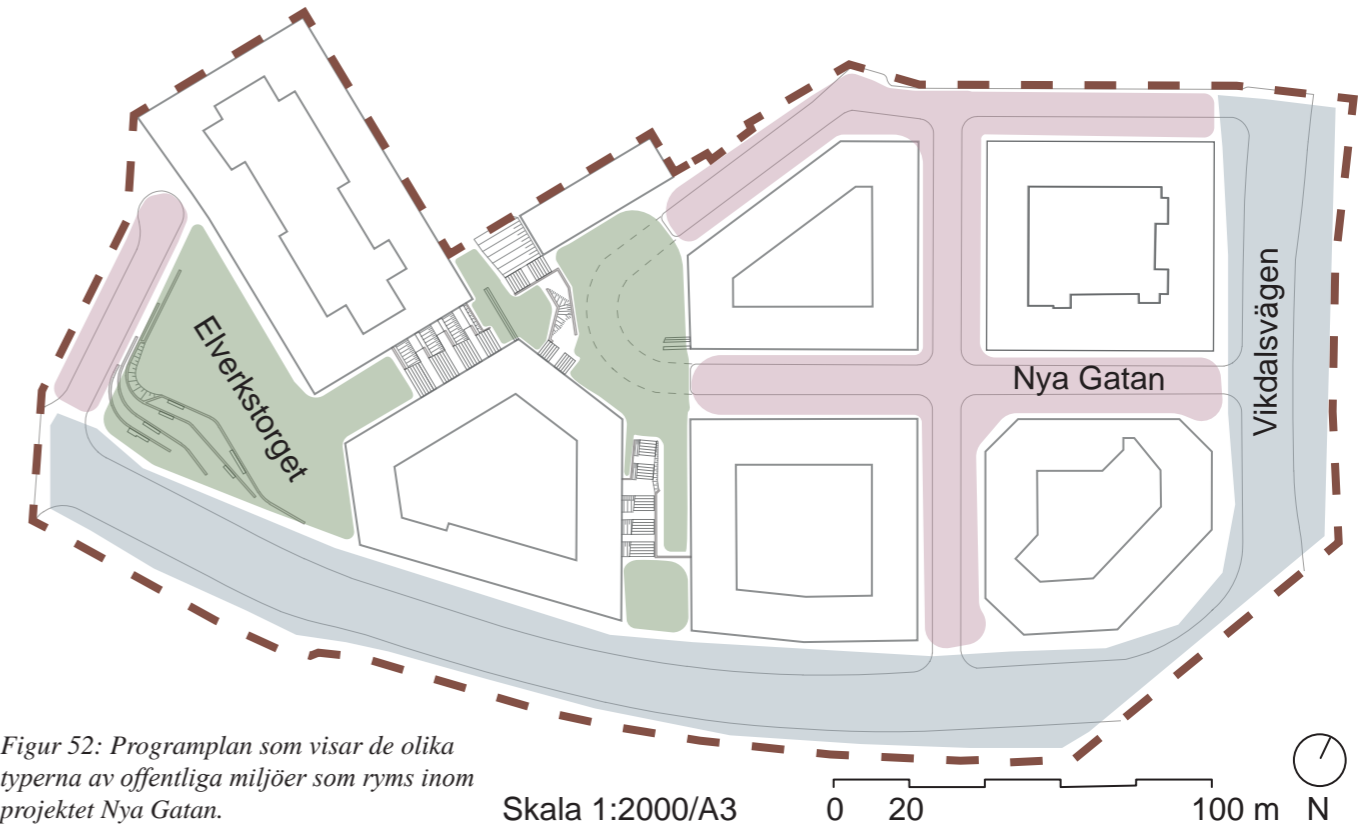 Elverkstorget
Nya Gatan
Vikdalsvägen
Figur 52: Programplan som visar de olika
typerna av offentliga miljöer som ryms inom
projektet Nya Gatan.
Skala 1:2000/A3
0 20 100 m N